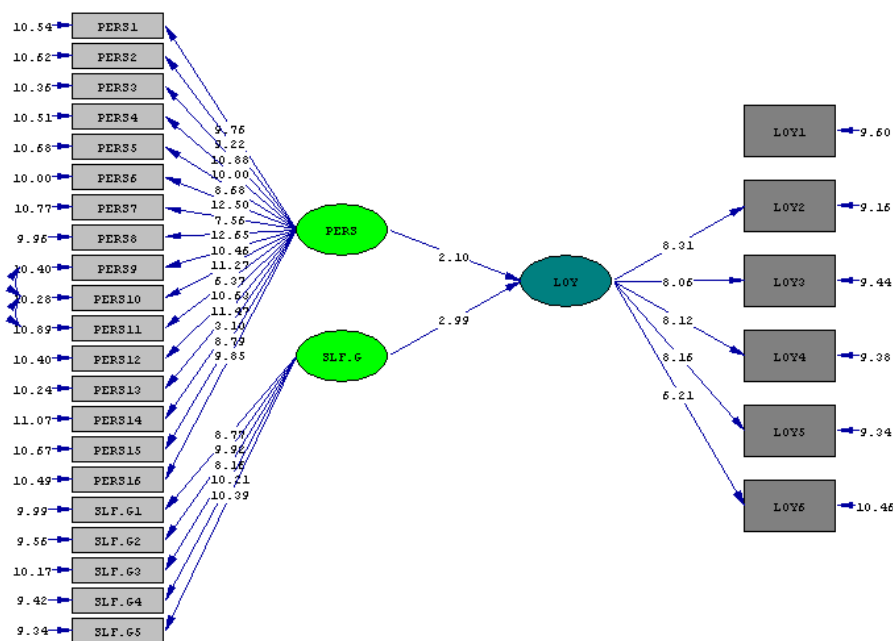 10.54 PERS1
10.62 PERS2
10.36 PERS3
10.51 PERS4
10.68 PERS5
10.00 PERS6
10.77 PERS7
9.96 PERS8
10.40 PERS9
PERS10
10.89 PERS11
10.40 PERS12
10.24 PERS13
11.07 PERS14
10.67 PERS15
10.49 PERS16
9.99 SLF.G1
9.56 SLF.G2
10.17 SLF.G3
9.42 SLF.G4
9.34 SLF.G5
9.76
9.22
10.88
10.00
8.68
12.50
7.56
12.65
10.46
11.27
10.63
11.47
3.10
8.79
9.85
8.77
9.92
8.16
10.21
10.39
PERS
SLF.G
2.10
2.99
LOY
8.31
8.06
8.12
8.16
6.21
LOY1 9.60
LOY2 9.16
LOY3 9.44
LOY4 9.38
LOY5 9.34
LOY6 10.46